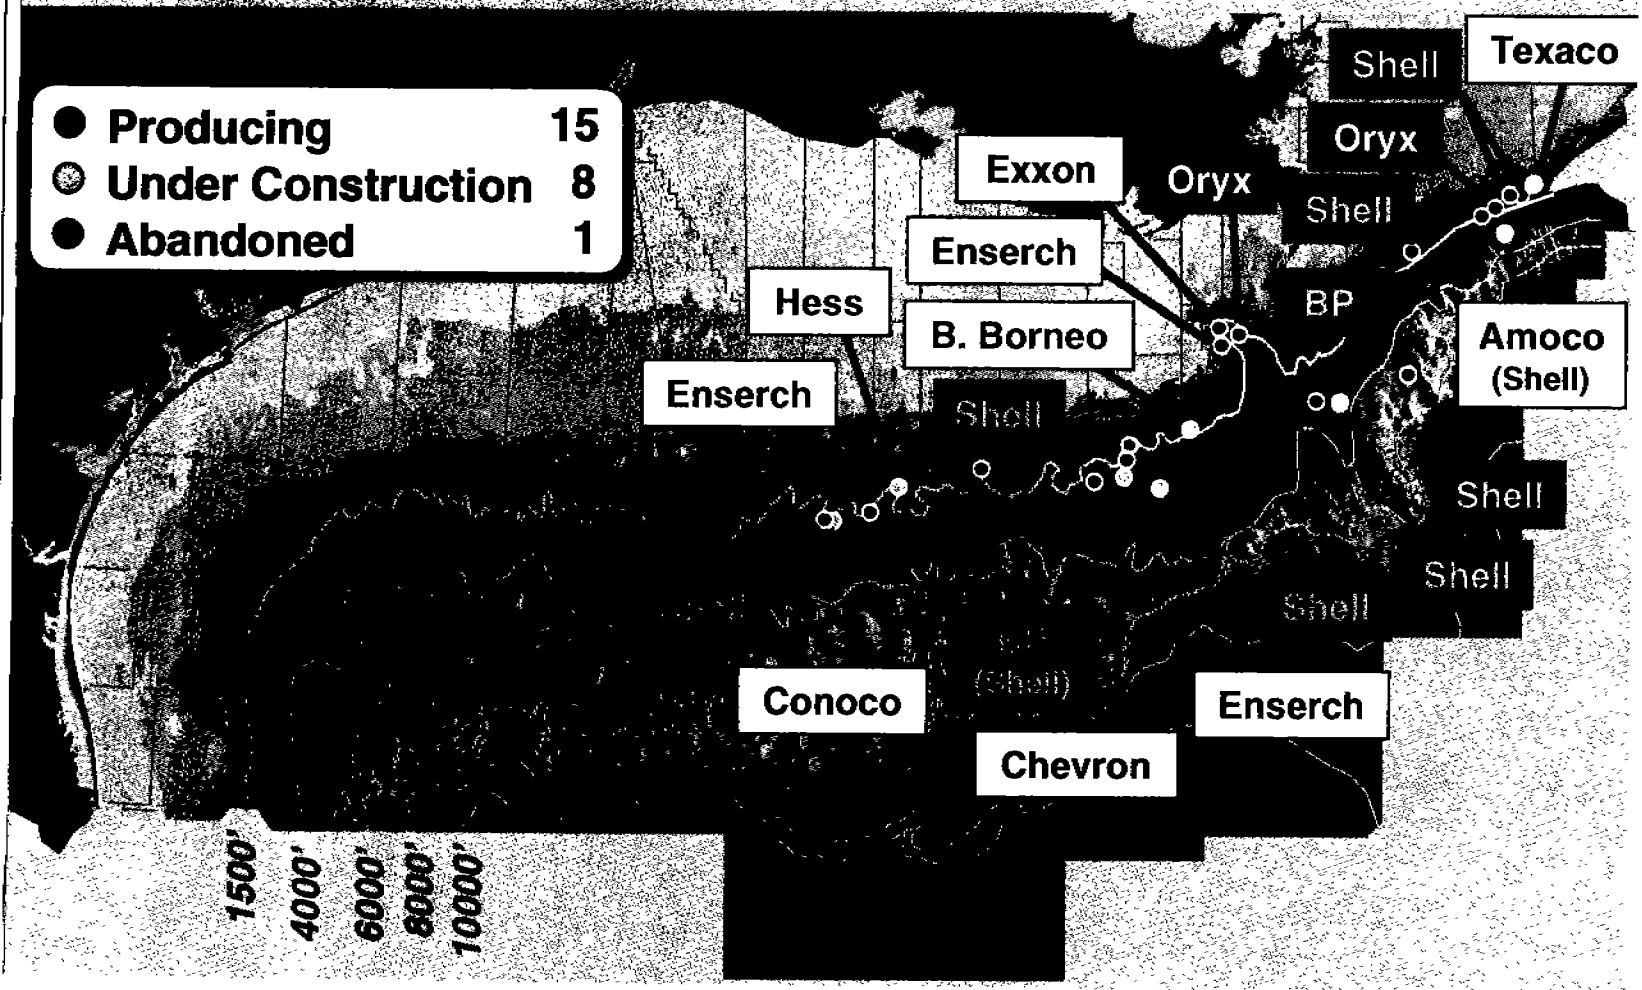 Producing 15
Under Construction 8
Abandoned 1
Shell
Texaco
Oryx
Exxon
Oryx
Shell
Enserch
Hess
BP
B. Borneo
Amoco
(Shell)
Enserch
Shell
Shell
Shell
Shell
(Shell)
Conoco
Enserch
Chevron
1500'
4000'
6000'
8000'
10000'